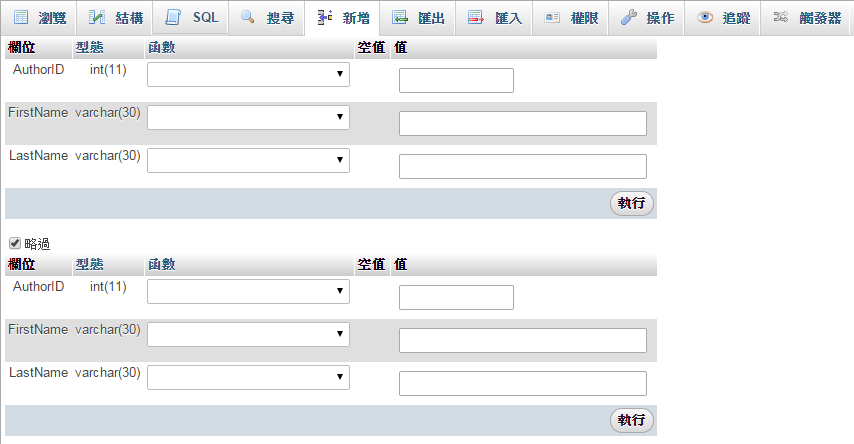 瀏覽 結構 SQL 搜尋 新增 匯出 匯入 權限 操作 追蹤 觸發器
欄位 型態 函數 空值 值
AuthorID int(11)
FirstName varchar(30)
LastName varchar(30)
執行
略過
欄位 型態 函數 空值 值
AuthorID int(11)
FirstName varchar(30)
LastName varchar(30)
執行